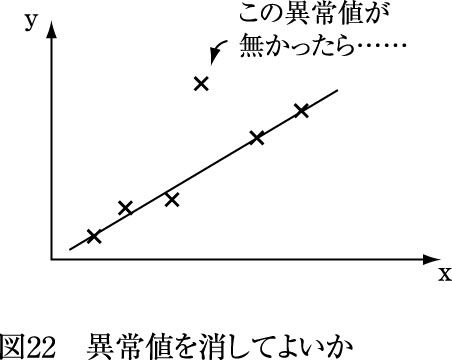 y
この異常値が
無かったら……
x
図22　異常値を消してよいか